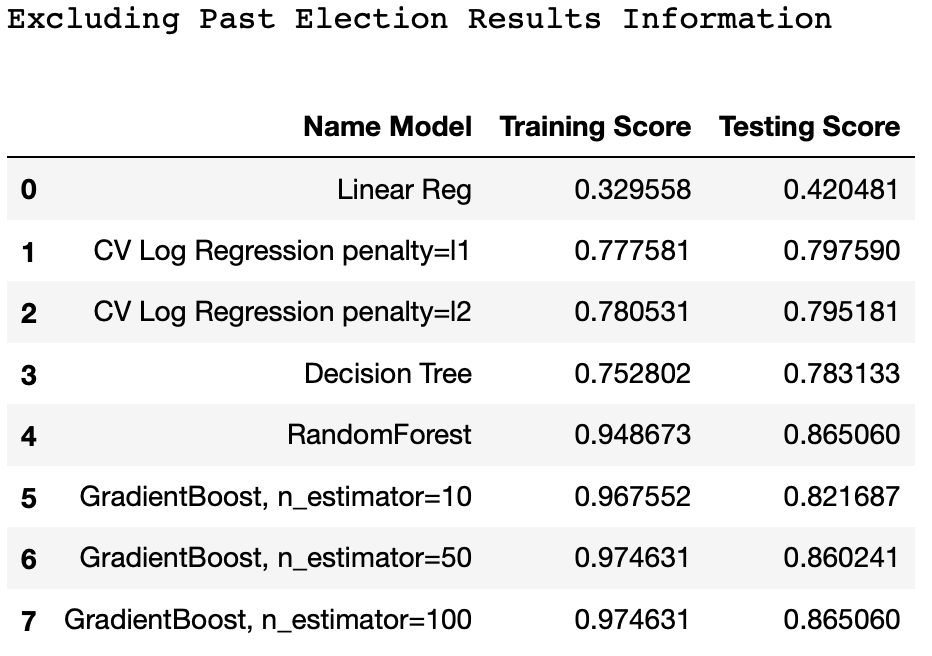 Excluding Past Election Results Information
Name Model Training Score Testing Score
0 Linear Reg 0.329558 0.420481
1 CV Log Regression penalty=l1 0.777581 0.797590
2 CV Log Regression penalty=l2 0.780531 0.795181
3 Decision Tree 0.752802 0.783133
4 RandomForest 0.948673 0.865060
5 GradientBoost, n_estimator=10 0.967552 0.821687
6 GradientBoost, n_estimator=50 0.974631 0.860241
7 GradientBoost, n_estimator=100 0.974631 0.865060